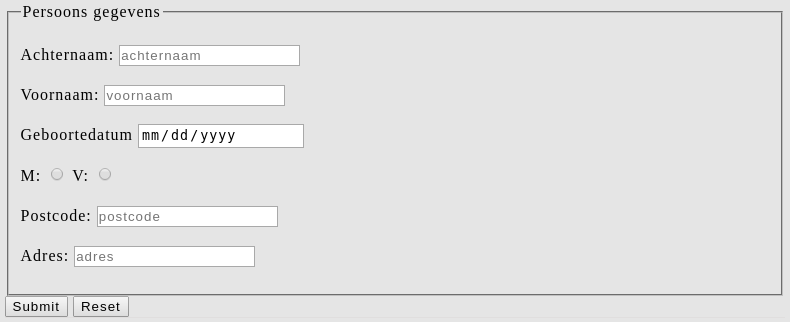 Persoons gegevens
Achternaam: achternaam
Voornaam: voornaam
Geboortedatum mm/dd/yyyy
M: V:
Postcode: postcode
Adres: adres
Submit Reset